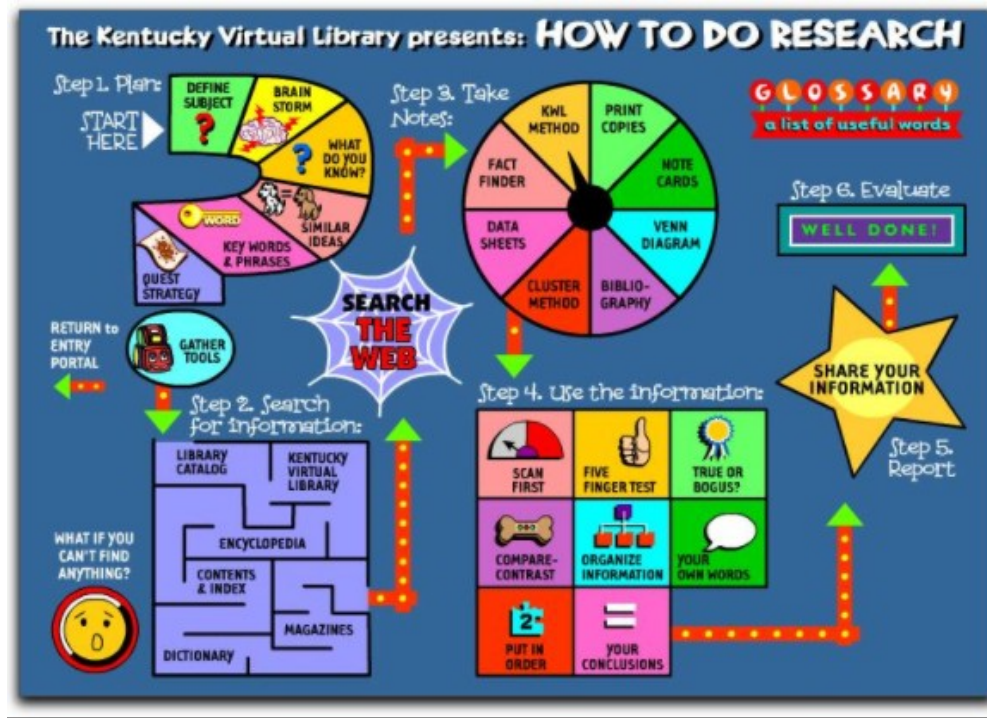 The Kentucky Virtual Library presents: HOW TO DO RESEARCH
Step 1. Plan:
START
HERE
DEFINE
SUBJECT
BRAIN
STORM
WHAT
DO YOU
KNOW?
SIMILAR
IDEAS
WORD
KEY WORDS
& PHRASES
QUEST
STRATEGY
RETURN to
ENTRY
PORTAL
GATHER
TOOLS
Step 2. Search
for information:
LIBRARY
CATALOG
KENTUCKY
VIRTUAL
LIBRARY
ENCYCLOPEDIA
CONTENTS
& INDEX
MAGAZINES
DICTIONARY
WHAT IF YOU
CAN'T FIND
ANYTHING?
SEARCH
THE
WEB
Step 3. Take
Notes:
KWL
METHOD
PRINT
COPIES
NOTE
CARDS
VENN
DIAGRAM
BIBLIO-
GRAPHY
CLUSTER
METHOD
DATA
SHEETS
FACT
FINDER
Step 4. Use the information:
SCAN
FIRST
FIVE
FINGER TEST
TRUE OR
BOGUS?
COMPARE-
CONTRAST
ORGANIZE
INFORMATION
YOUR
OWN WORDS
2
PUT IN
ORDER
YOUR
CONCLUSIONS
Step 5.
Report
SHARE YOUR
INFORMATION
Step 6. Evaluate
WELL DONE!
GLOSSARY
a list of useful words